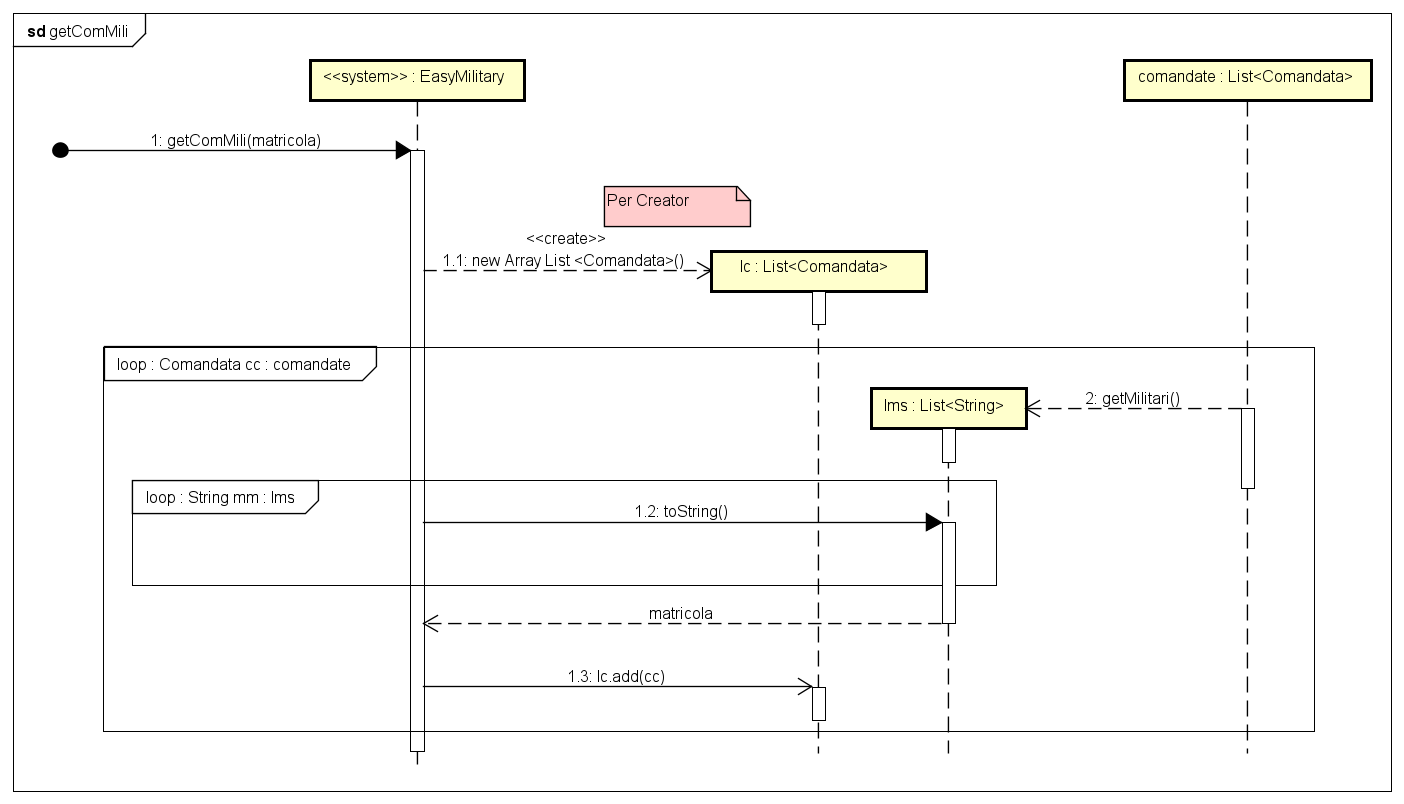 sd getComMili
<<system>> : EasyMilitary
comandate : List<Comandata>
1: getComMili(matricola)
Per Creator
<<create>>
1.1: new Array List <Comandata>()
lc : List<Comandata>
loop : Comandata cc : comandate
lms : List<String>
2: getMilitari()
loop : String mm : lms
1.2: toString()
matricola
1.3: lc.add(cc)